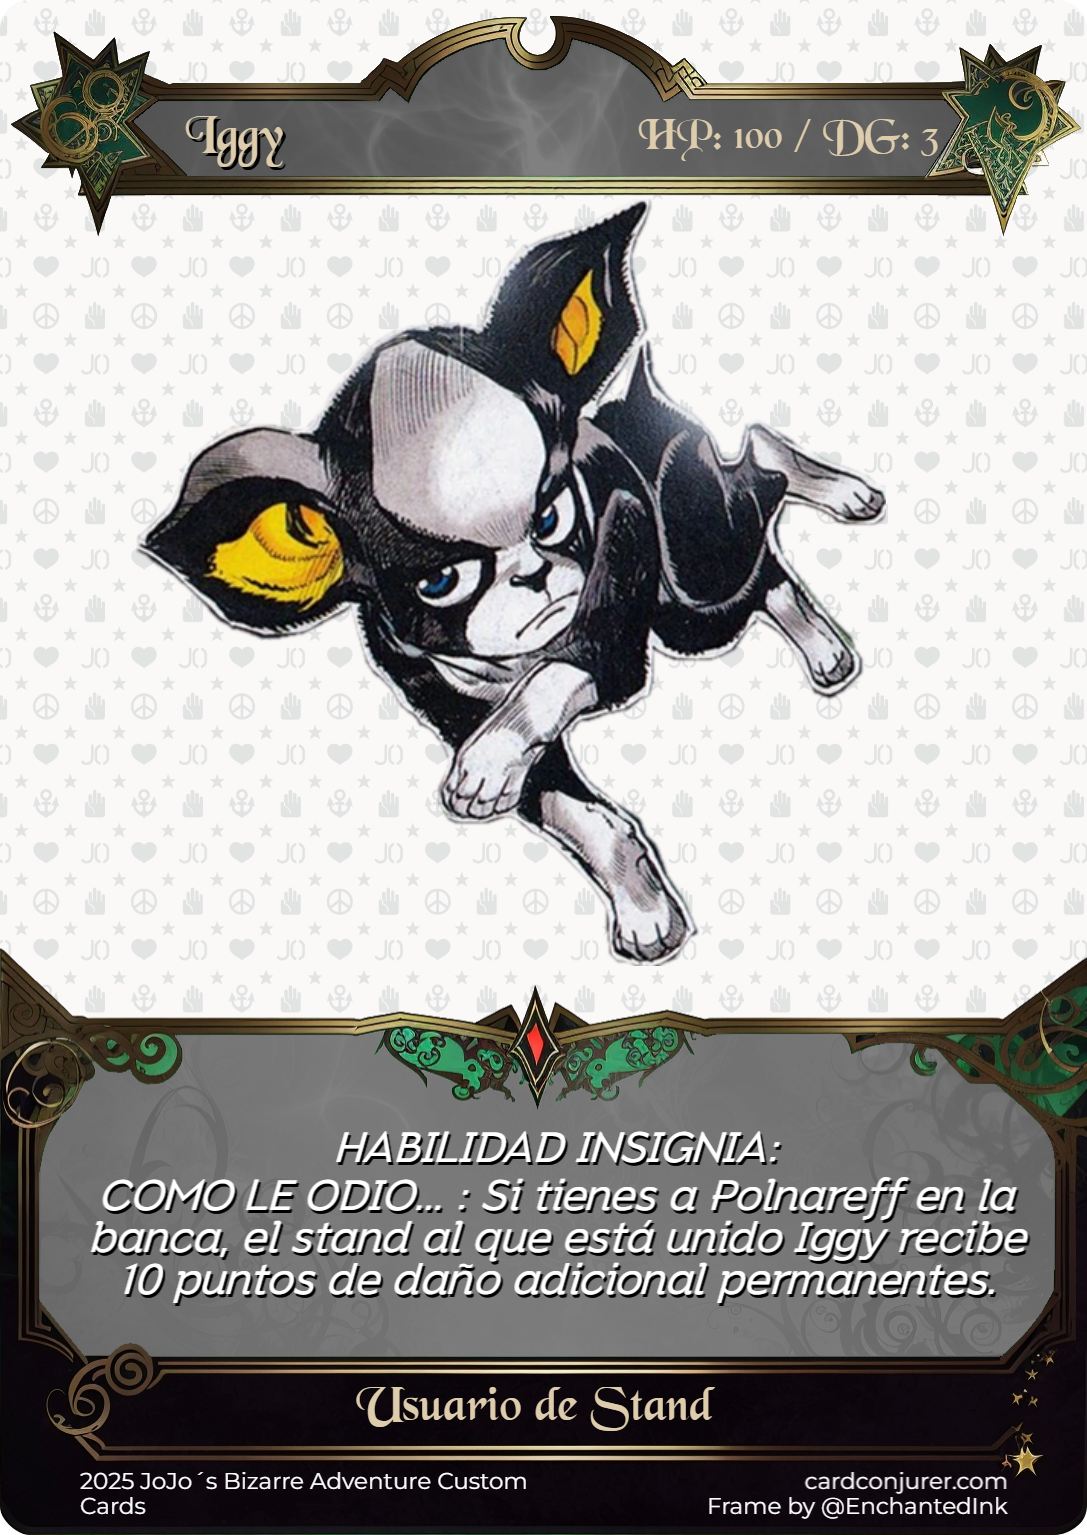 Iggy
HP: 100 / DG: 3
HABILIDAD INSIGNIA:
COMO LE ODIO... : Si tienes a Polnareff en la
banca, el stand al que está unido Iggy recibe
10 puntos de daño adicional permanentes.
Usuario de Stand
2025 JoJo´s Bizarre Adventure Custom
Cards
cardconjurer.com
Frame by @EnchantedInk